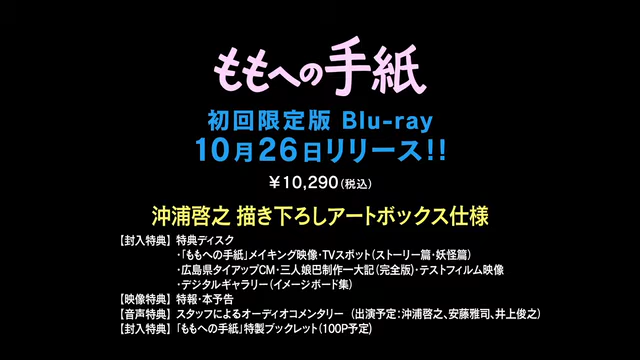 ももへの手紙
初回限定版 Blu-ray
10月26日リリース!!
¥10,290(税込)
沖浦啓之 描き下ろしアートボックス仕様
【封入特典】 特典ディスク
・「ももへの手紙」メイキング映像・TVスポット(ストーリー篇・妖怪篇)
・広島県タイアップCM・三人娘巴制作一大記(完全版)・テストフィルム映像
・デジタルギャラリー(イメージボード集)
【映像特典】 特報・本予告
【音声特典】 スタッフによるオーディオコメンタリー (出演予定:沖浦啓之、安藤雅司、井上俊之)
【封入特典】 「ももへの手紙」特製ブックレット(100P予定)